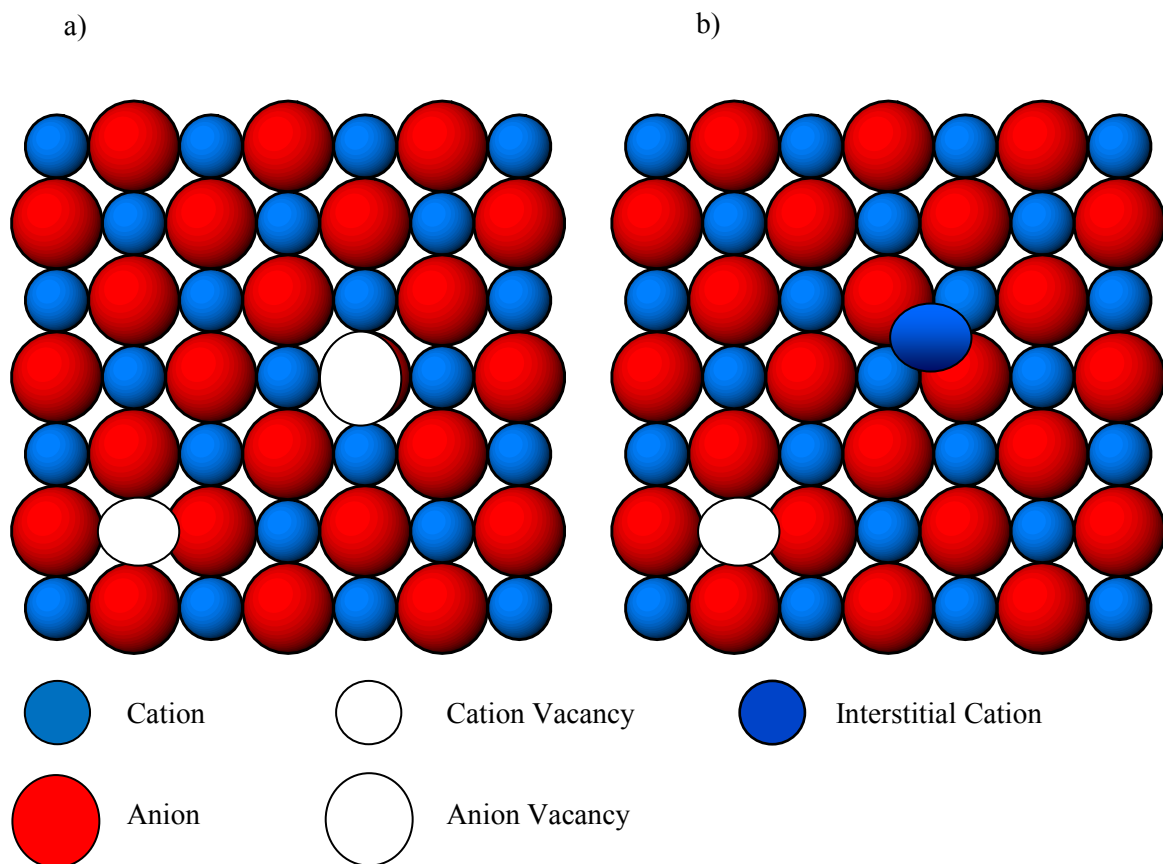 a)
b)
Cation
Cation Vacancy
Interstitial Cation
Anion
Anion Vacancy